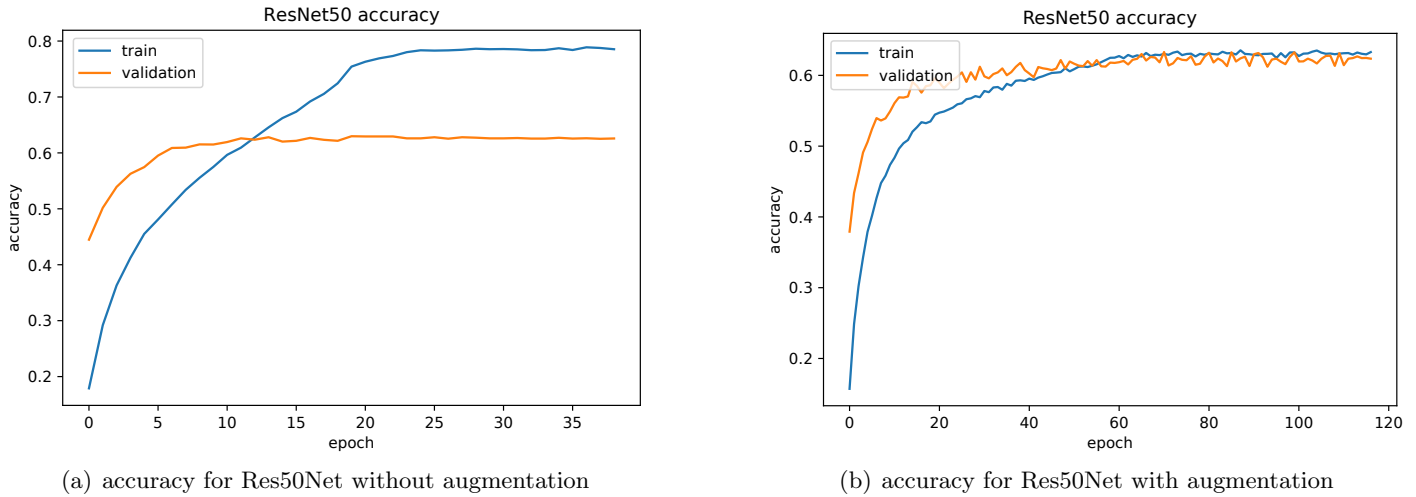 ResNet50 accuracy
train
validation
accuracy
0.8
0.7
0.6
0.5
0.4
0.3
0.2
0 5 10 15 20 25 30 35
epoch
(a) accuracy for Res50Net without augmentation
ResNet50 accuracy
train
validation
accuracy
0.6
0.5
0.4
0.3
0.2
0 20 40 60 80 100 120
epoch
(b) accuracy for Res50Net with augmentation